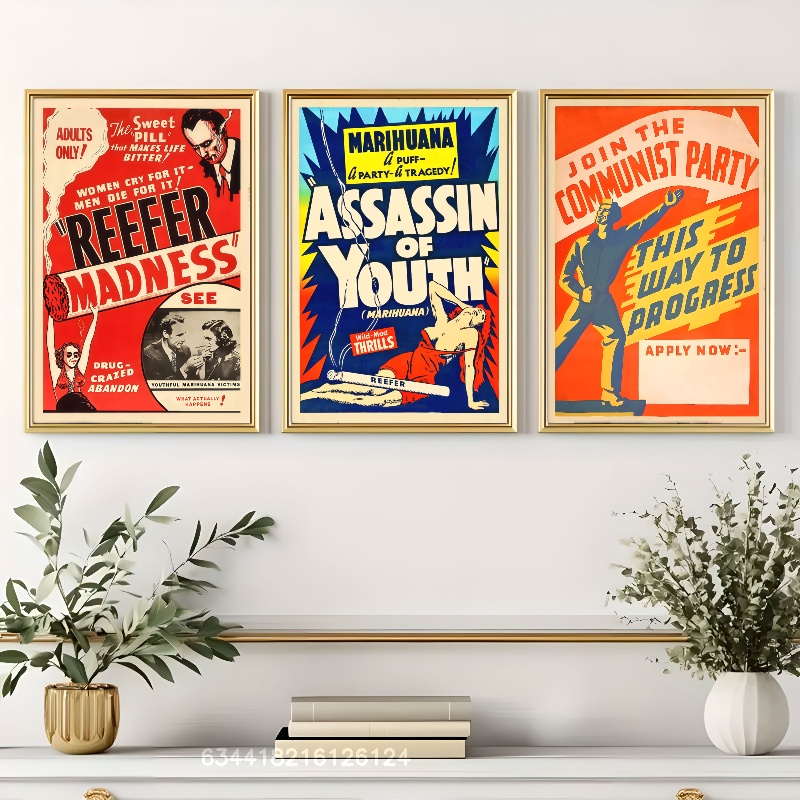 ADULTS
ONLY!
The Sweet
"PILL"
that MAKES LIFE
BITTER!
WOMEN CRY FOR IT-
MEN DIE FOR IT!
"REEFER
MADNESS"
SEE
DRUG-
CRAZED
ABANDON
YOUTHFUL MARIHUANA VICTIMS
WHAT ACTUALLY
HAPPENS!
MARIHUANA
A PUFF-
A PARTY-A TRAGEDY!
"ASSASSIN
OF
YOUTH"
(MARIHUANA)
Wild-Mad
THRILLS
REEFER
JOIN THE
COMMUNIST PARTY
THIS
WAY TO
PROGRESS
APPLY NOW:-
634418216126124